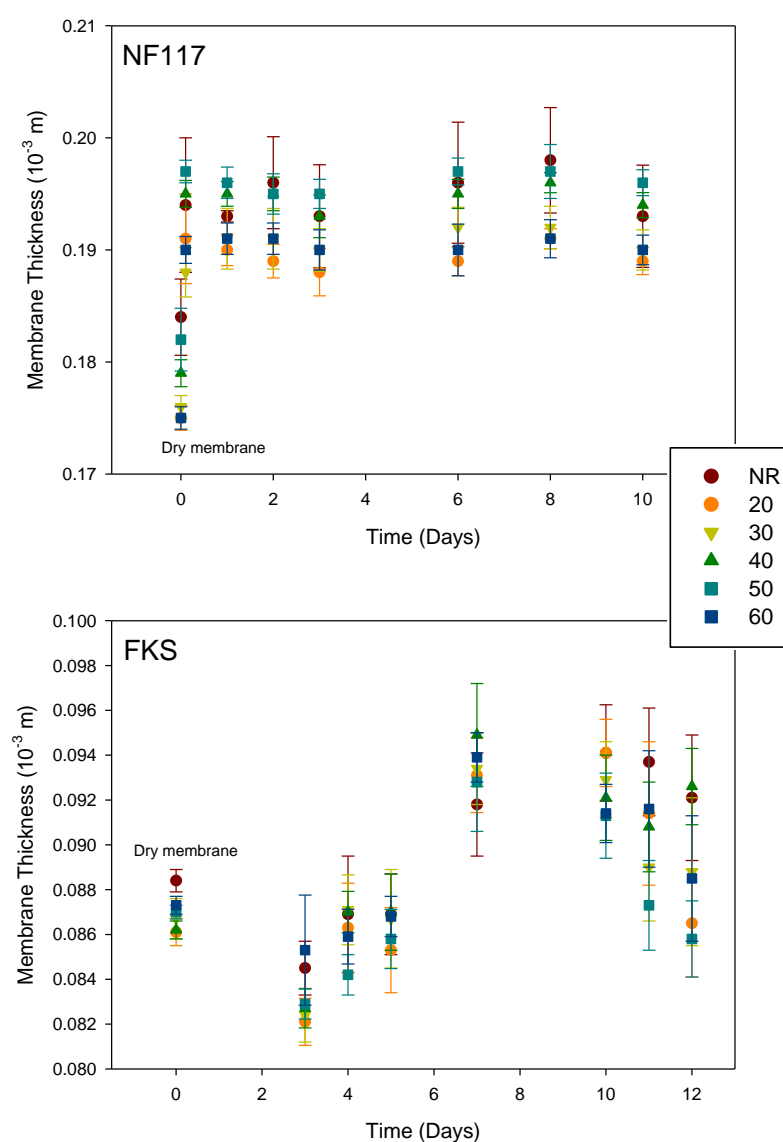 0.21
NF117
0.20
0.19
0.18
0.17
Membrane Thickness (10⁻³ m)
Dry membrane
0 2 4 6 8 10
Time (Days)
NR
20
30
40
50
60
0.100
FKS
0.098
0.096
0.094
0.092
0.090
0.088
0.086
0.084
0.082
0.080
Membrane Thickness (10⁻³ m)
Dry membrane
0 2 4 6 8 10 12
Time (Days)